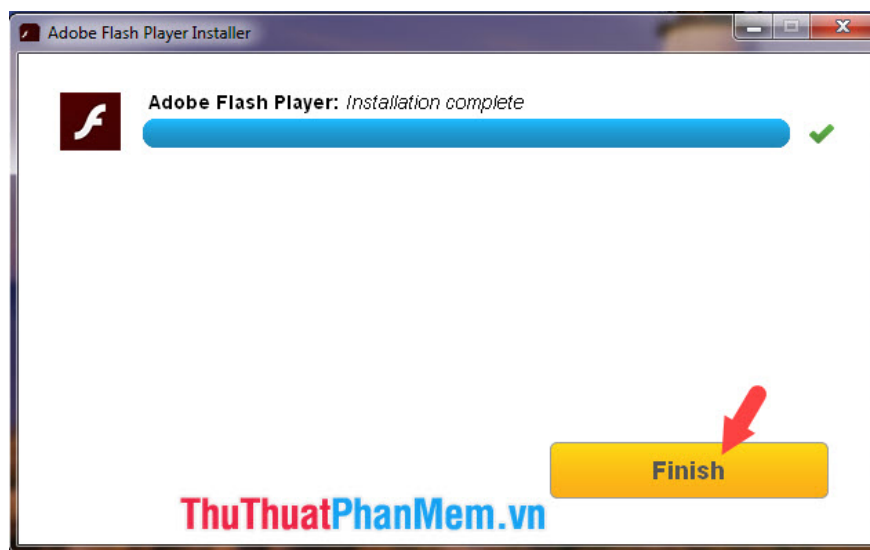 Adobe Flash Player Installer
Adobe Flash Player: Installation complete
Finish
ThuThuatPhanMem.vn